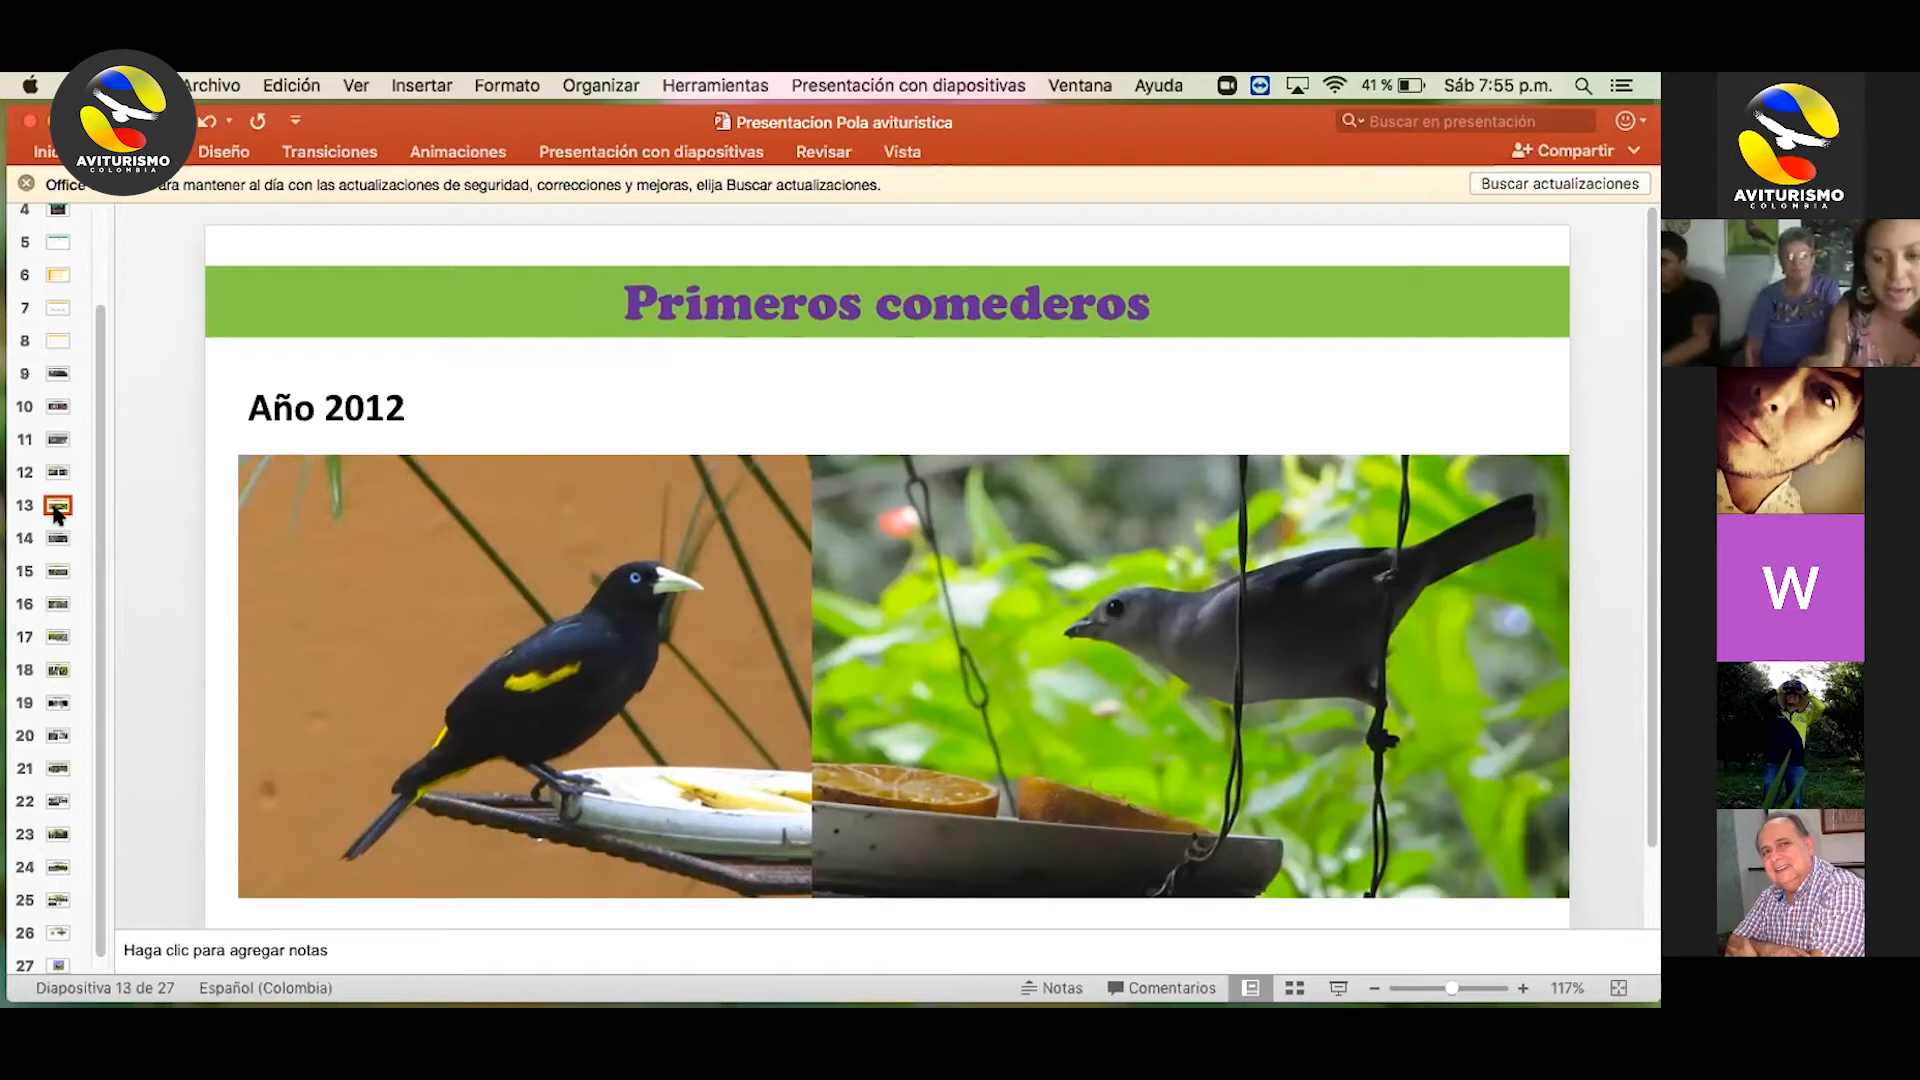 Archivo Edición Ver Insertar Formato Organizar Herramientas Presentación con diapositivas Ventana Ayuda 41 % Sáb 7:55 p.m.
Presentacion Pola avituristica
Buscar en presentación
Diseño Transiciones Animaciones Presentación con diapositivas Revisar Vista
Compartir
AVITURISMO
COLOMBIA
Office para mantener al día con las actualizaciones de seguridad, correcciones y mejoras, elija Buscar actualizaciones.
Buscar actualizaciones
4
5
6
7
8
9
10
11
12
13
14
15
16
17
18
19
20
21
22
23
24
25
26
27
Primeros comederos
Año 2012
Haga clic para agregar notas
Diapositiva 13 de 27 Español (Colombia) Notas Comentarios 117%
AVITURISMO
COLOMBIA
W